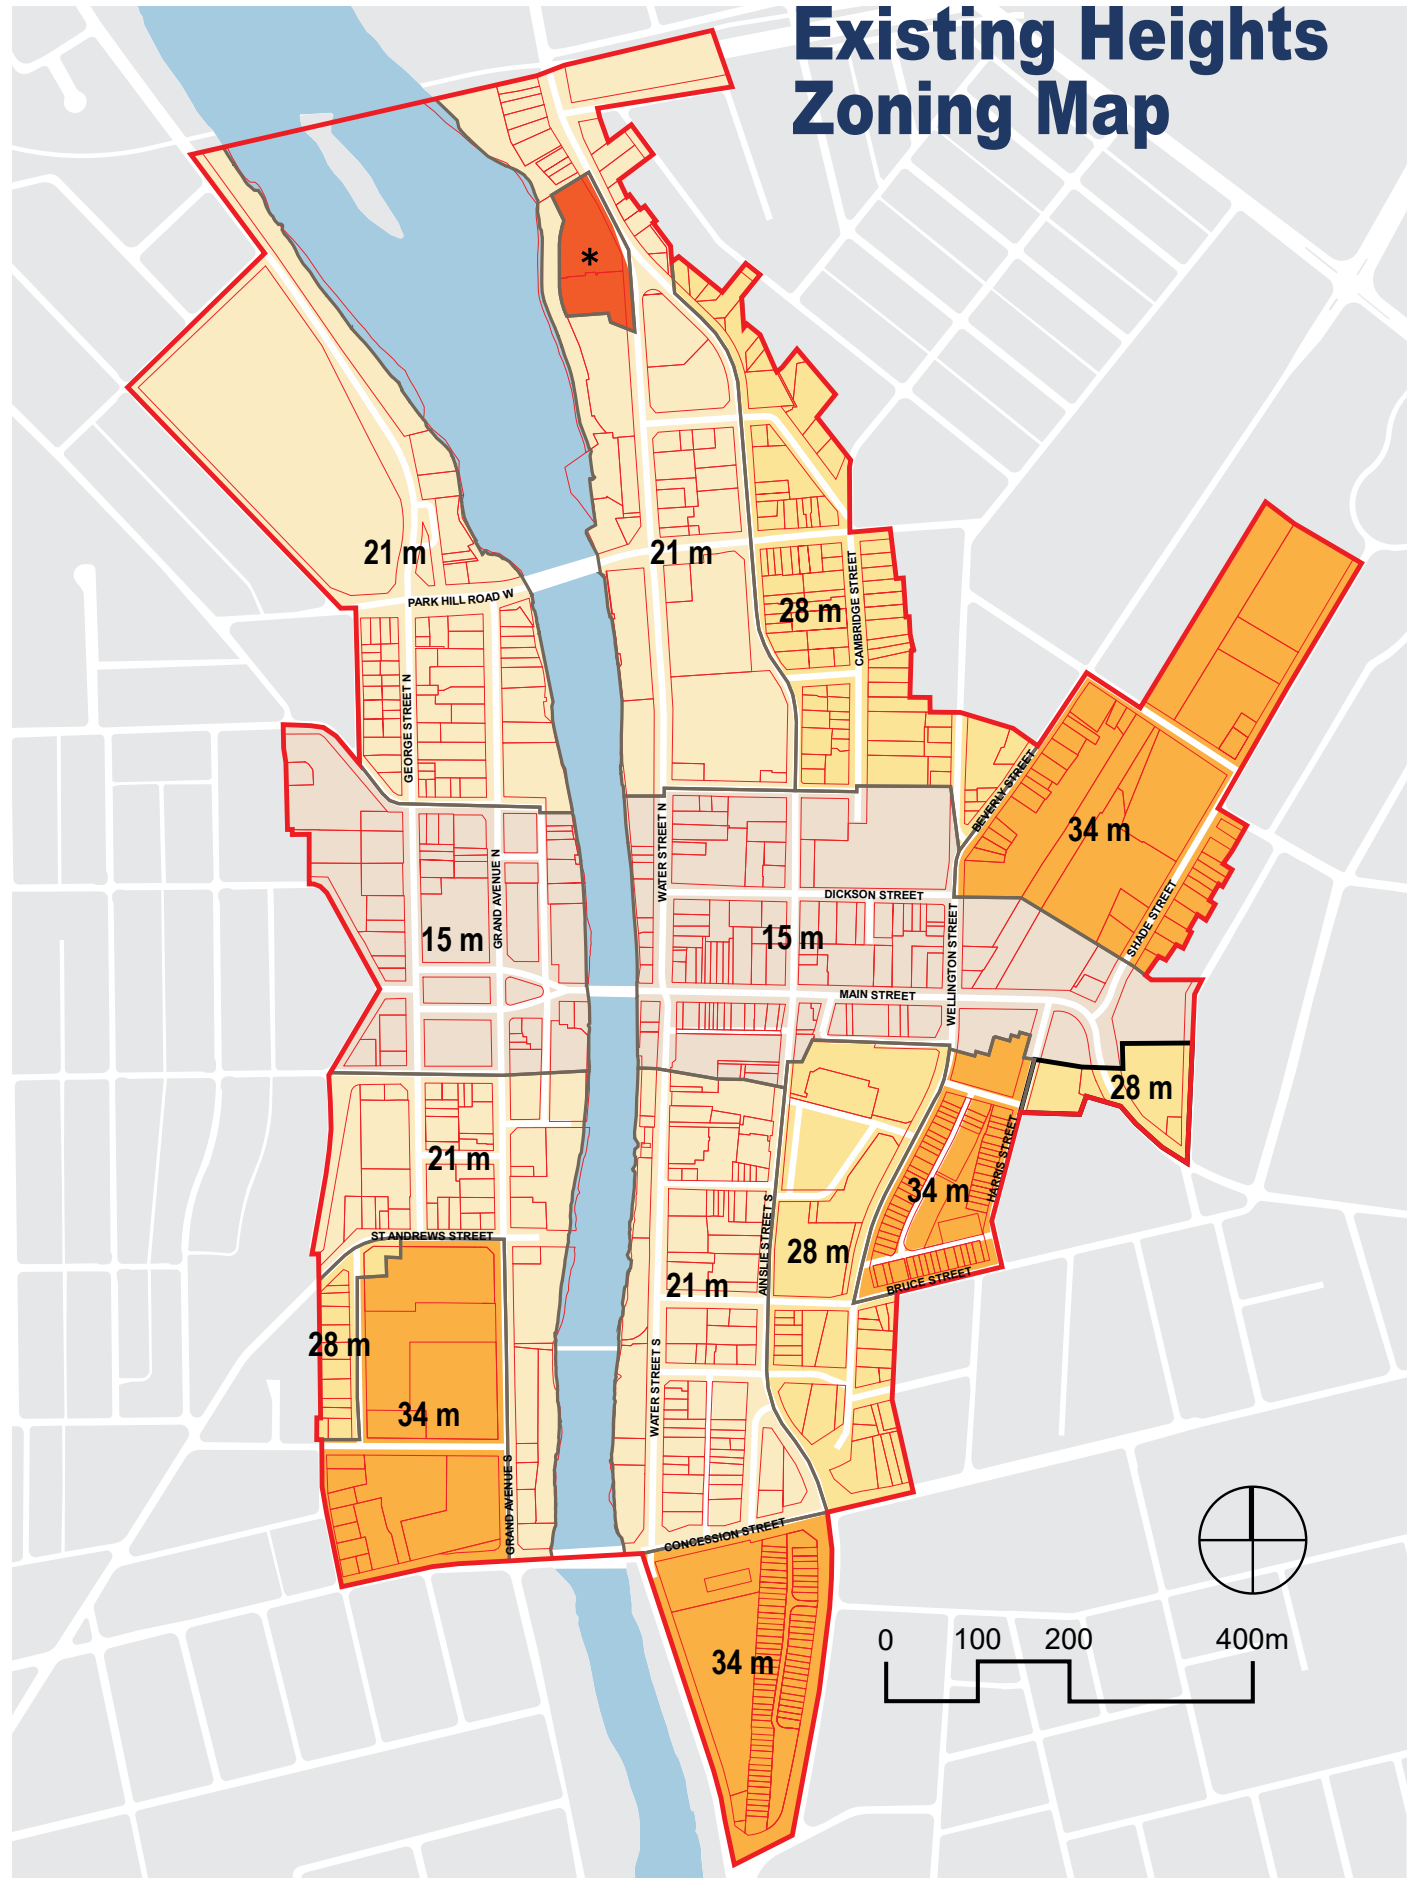 Existing Heights
Zoning Map
*
21 m
21 m
PARK HILL ROAD W
28 m
CAMBRIDGE STREET
GEORGE STREET N
BEVERLY STREET
34 m
WATER STREET N
GRAND AVENUE N
DICKSON STREET
15 m
15 m
WELLINGTON STREET
SHADE STREET
MAIN STREET
28 m
21 m
HARRIS STREET
34 m
ST ANDREWS STREET
AINSLIE STREET S
28 m
21 m
BRUCE STREET
28 m
WATER STREET S
34 m
GRAND AVENUE S
CONCESSION STREET
34 m
0 100 200 400m